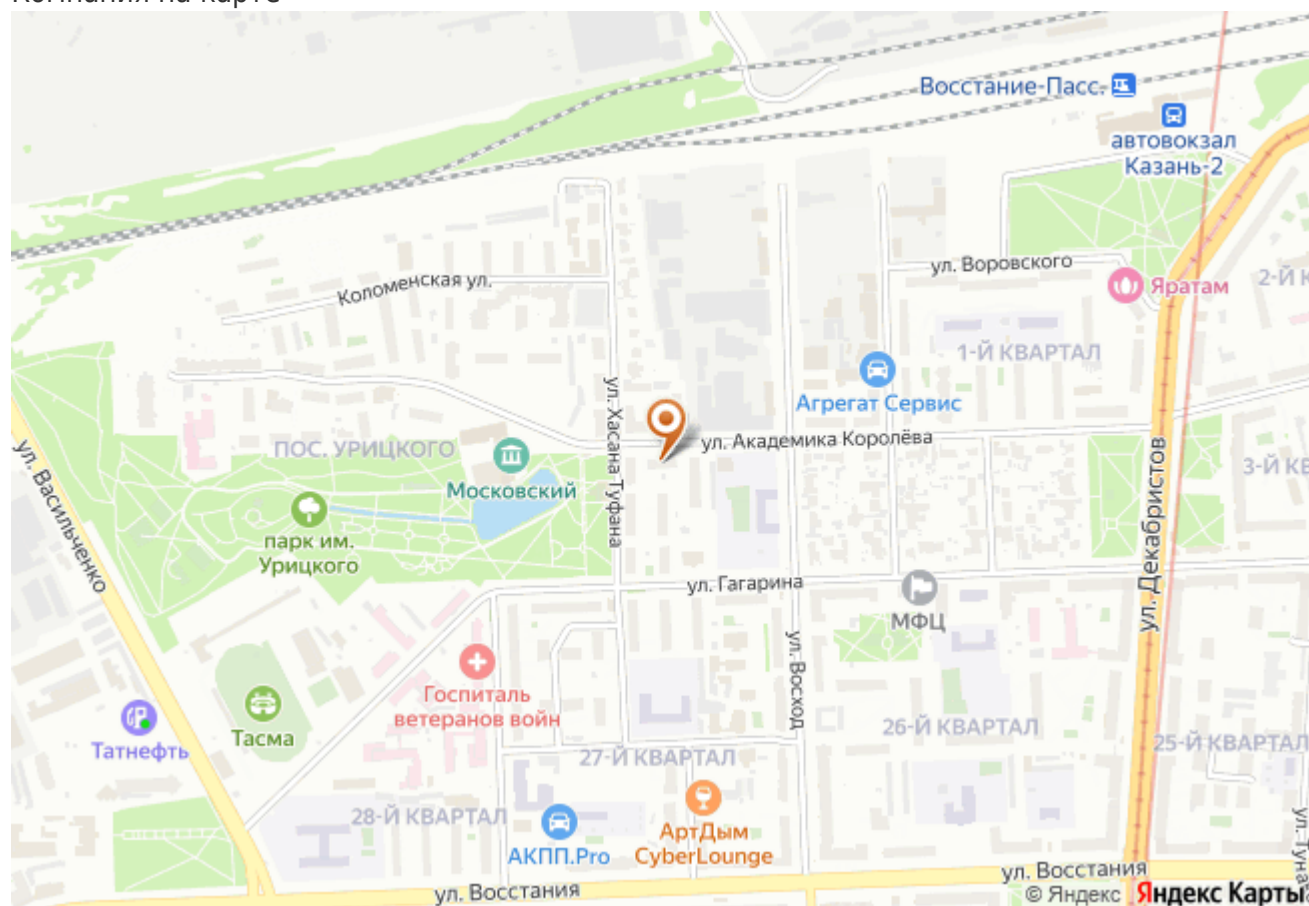 Компания на карте
Восстание-Пасс.
автовокзал
Казань-2
ул. Воровского
Яратам
2-Й К
Коломенская ул.
1-Й КВАРТАЛ
Агрегат Сервис
ул. Хасана Туфана
ул. Академика Королёва
ПОС. УРИЦКОГО
Московский
3-Й КВ
ул. Васильченко
парк им.
Урицкого
ул. Декабристов
ул. Гагарина
МФЦ
ул. Восход
Госпиталь
ветеранов войн
Тасма
Татнефть
26-Й КВАРТАЛ
25-Й КВАРТАЛ
27-Й КВАРТАЛ
28-Й КВАРТАЛ
АКПП.Pro
АртДым
CyberLounge
ул. Туна
ул. Восстания
ул. Восстания
© Яндекс Яндекс Карты